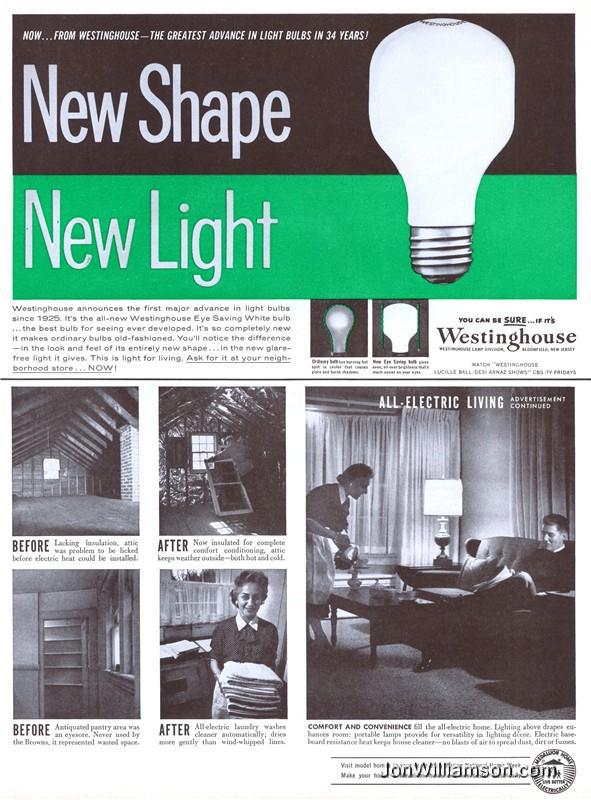 NOW...FROM WESTINGHOUSE—THE GREATEST ADVANCE IN LIGHT BULBS IN 34 YEARS!
New Shape
New Light
Westinghouse announces the first major advance in light bulbs
since 1925. It's the all-new Westinghouse Eye Saving White bulb
...the best bulb for seeing ever developed. It's so completely new
it makes ordinary bulbs old-fashioned. You'll notice the difference
—in the look and feel of its entirely new shape...in the new glare-
free light it gives. This is light for living. Ask for it at your neigh-
borhood store...NOW!
Ordinary bulb has burning hot
spot in center that causes
glare and harsh shadows.
New Eye Saving bulb gives
even, all-over brightness that's
much easier on your eyes.
YOU CAN BE SURE...IF IT'S
Westinghouse
WESTINGHOUSE LAMP DIVISION, BLOOMFIELD, NEW JERSEY
WATCH "WESTINGHOUSE
LUCILLE BALL-DESI ARNAZ SHOWS" CBS-TV FRIDAYS
ALL-ELECTRIC LIVING ADVERTISEMENT
CONTINUED
BEFORE Lacking insulation, attic
was problem to be licked
before electric heat could be installed.
AFTER Now insulated for complete
comfort conditioning, attic
keeps weather outside—both hot and cold.
BEFORE Antiquated pantry area was
an eyesore. Never used by
the Browns, it represented wasted space.
AFTER All-electric laundry washes
cleaner automatically; dries
more gently than wind-whipped lines.
COMFORT AND CONVENIENCE fill the all-electric home. Lighting above drapes en-
hances room: portable lamps provide for versatility in lighting décor. Electric base-
board resistance heat keeps house cleaner—no blasts of air to spread dust, dirt or fumes.
Visit model hom National Home Week
Make your ho
MEDALLION HOME
LIVE BETTER
ELECTRICALLY
JonWilliamson.com